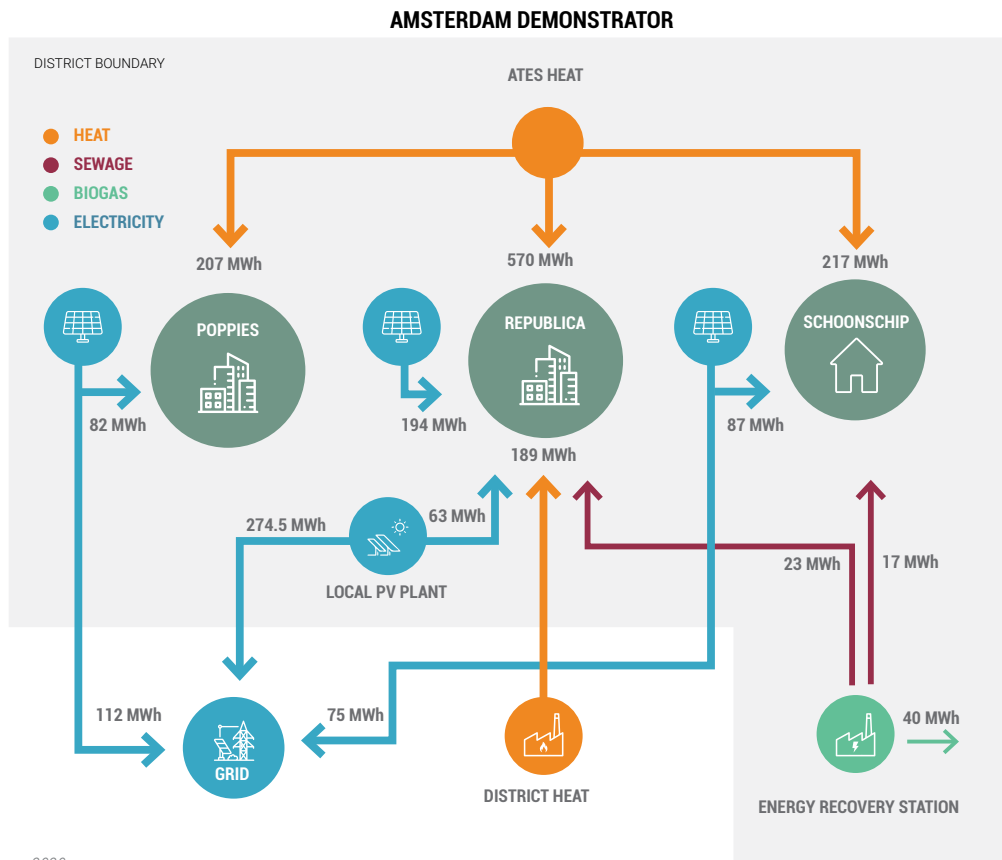 AMSTERDAM DEMONSTRATOR
DISTRICT BOUNDARY
ATES HEAT
HEAT
SEWAGE
BIOGAS
ELECTRICITY
207 MWh
570 MWh
217 MWh
POPPIES
REPUBLICA
SCHOONSCHIP
82 MWh
194 MWh
87 MWh
189 MWh
274.5 MWh
63 MWh
23 MWh
17 MWh
LOCAL PV PLANT
112 MWh
75 MWh
40 MWh
GRID
DISTRICT HEAT
ENERGY RECOVERY STATION